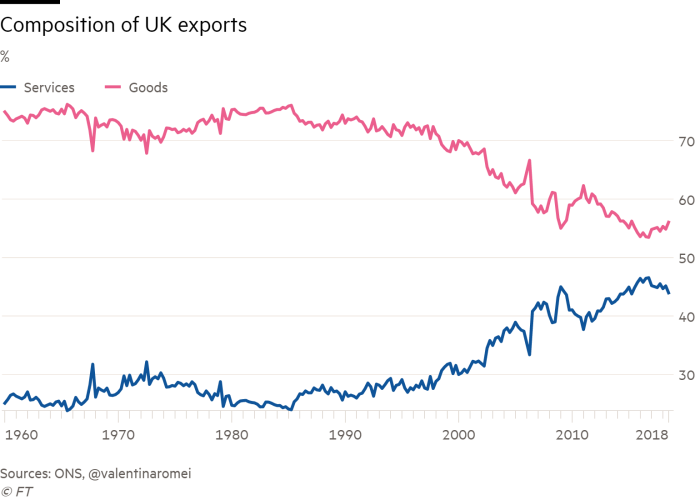 Composition of UK exports
%
Services Goods
70
60
50
40
30
1960 1970 1980 1990 2000 2010 2018
Sources: ONS, @valentinaromei
© FT